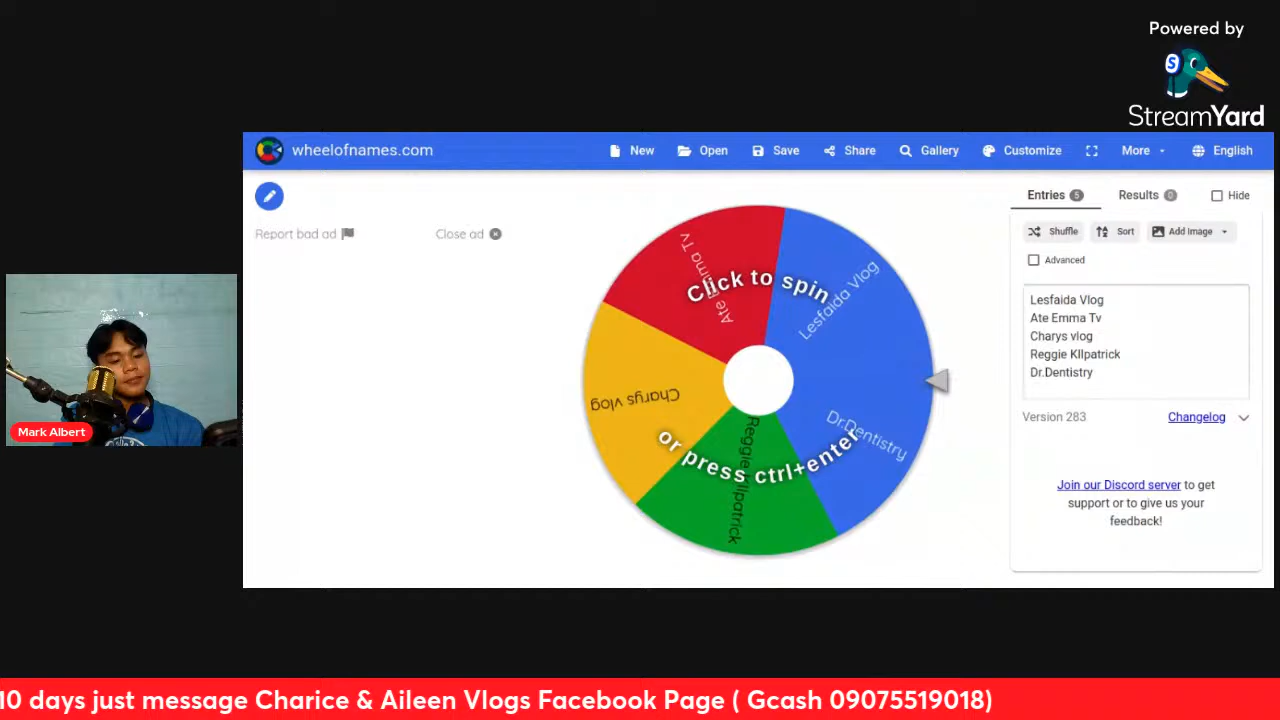 Powered by
S
StreamYard
wheelofnames.com
New
Open
Save
Share
Gallery
Customize
More
English
Report bad ad
Close ad
Entries 5
Results 0
Hide
Shuffle
Sort
Add Image
Advanced
Lesfaida Vlog
Ate Emma Tv
Charys vlog
Reggie KIlpatrick
Dr.Dentistry
Version 283
Changelog
Join our Discord server to get
support or to give us your
feedback!
Ate Emma Tv
Click to spin
Lesfaida Vlog
Charys vlog
Dr.Dentistry
or press ctrl+enter
Reggie KIlpatrick
Mark Albert
10 days just message Charice & Aileen Vlogs Facebook Page ( Gcash 09075519018)